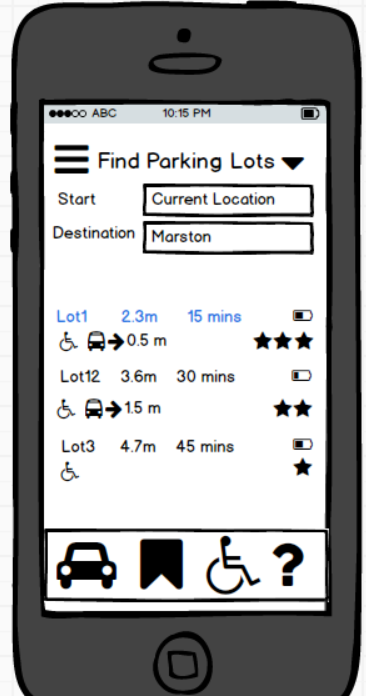 ABC 10:15 PM
Find Parking Lots
Start Current Location
Destination Marston
Lot1 2.3m 15 mins
0.5 m
Lot12 3.6m 30 mins
1.5 m
Lot3 4.7m 45 mins
?